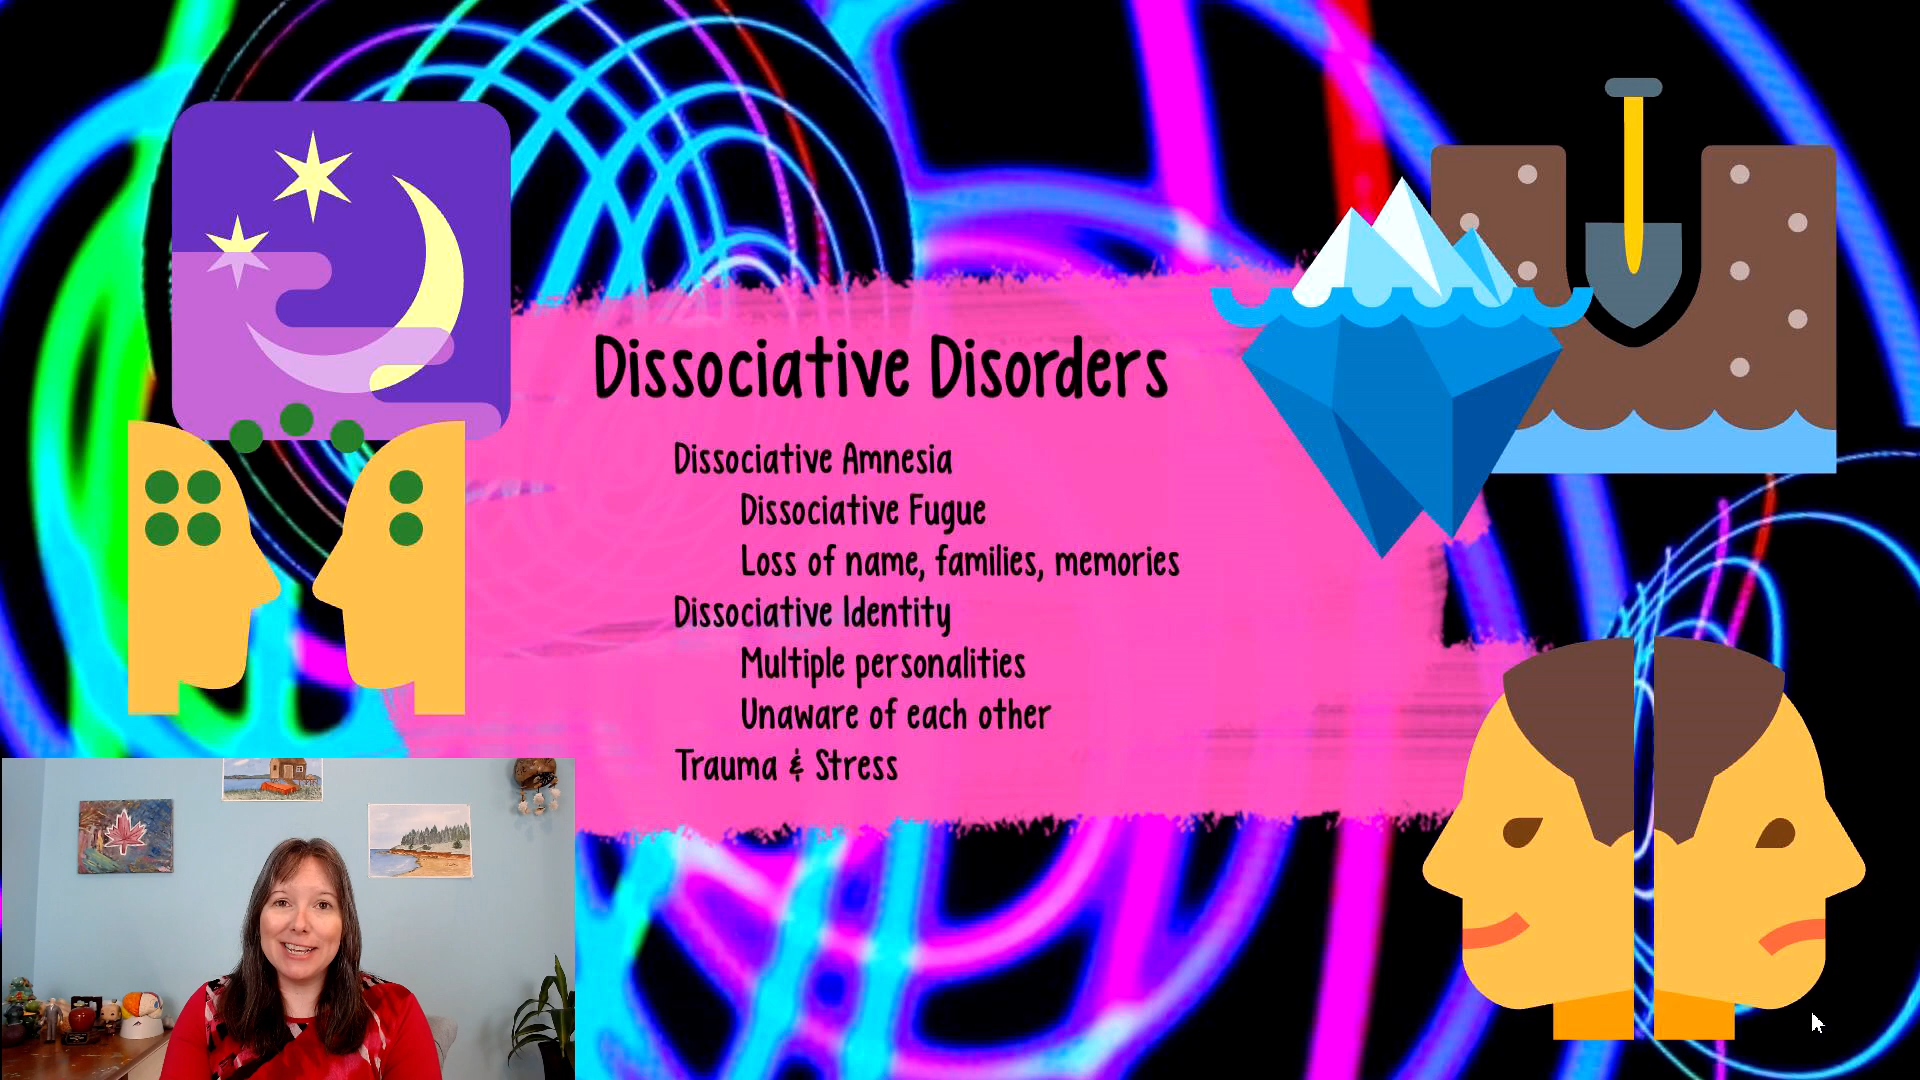 Dissociative Disorders
Dissociative Amnesia
Dissociative Fugue
Loss of name, families, memories
Dissociative Identity
Multiple personalities
Unaware of each other
Trauma & Stress